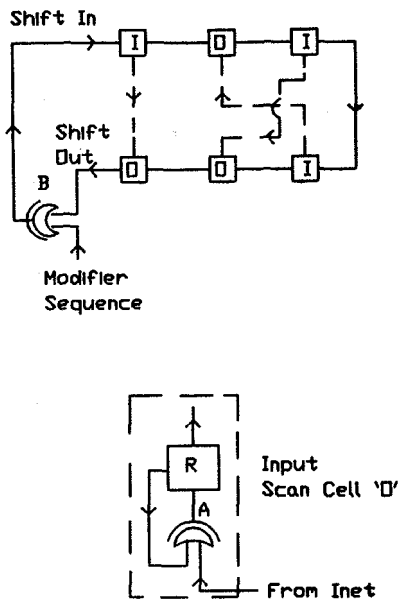 Shift In
I O I
Shift
Out
O O I
B
Modifier
Sequence
R
Input
Scan Cell 'O'
A
From Inet